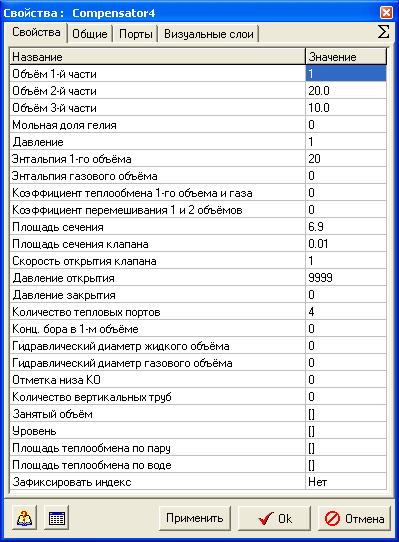 Свойства : Compensator4
Свойства Общие Порты Визуальные слои Σ
Название Значение
Объём 1-й части 1
Объём 2-й части 20.0
Объём 3-й части 10.0
Мольная доля гелия 0
Давление 1
Энтальпия 1-го объёма 20
Энтальпия газового объёма 0
Коэффициент теплообмена 1-го объема и газа 0
Коэффициент перемешивания 1 и 2 объёмов 0
Площадь сечения 6.9
Площадь сечения клапана 0.01
Скорость открытия клапана 1
Давление открытия 9999
Давление закрытия 0
Количество тепловых портов 4
Конц. бора в 1-м объёме 0
Гидравлический диаметр жидкого объёма 0
Гидравлический диаметр газового объёма 0
Отметка низа КО 0
Количество вертикальных труб 0
Занятый объём []
Уровень []
Площадь теплообмена по пару []
Площадь теплообмена по воде []
Зафиксировать индекс Нет
Применить Ok Отмена